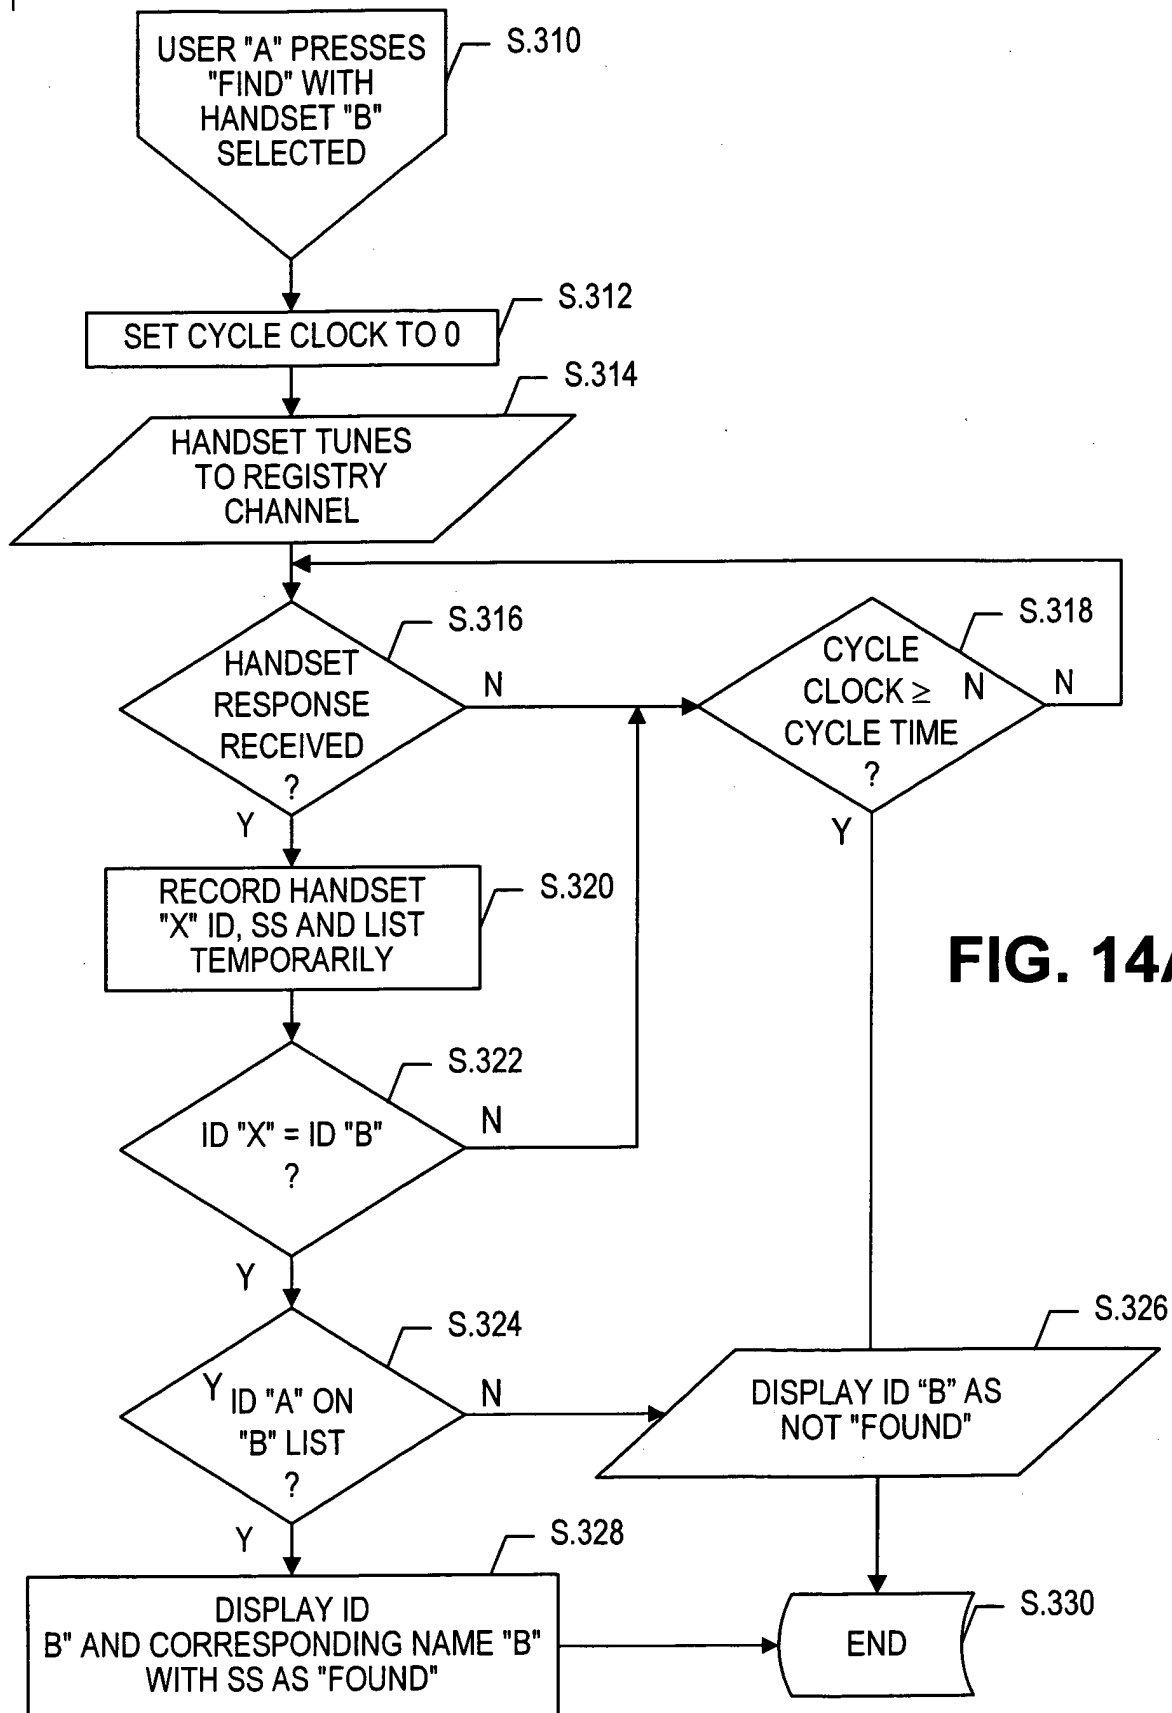 USER "A" PRESSES
"FIND" WITH
HANDSET "B"
SELECTED
S.310
SET CYCLE CLOCK TO 0
S.312
S.314
HANDSET TUNES
TO REGISTRY
CHANNEL
S.316
HANDSET
RESPONSE
RECEIVED
?
N
Y
S.318
CYCLE
CLOCK ≥ N
CYCLE TIME
?
N
Y
RECORD HANDSET
"X" ID, SS AND LIST
TEMPORARILY
S.320
FIG. 14A
S.322
ID "X" = ID "B"
?
N
Y
S.324
Y ID "A" ON
"B" LIST
?
N
Y
S.326
DISPLAY ID “B” AS
NOT "FOUND"
S.328
DISPLAY ID
B" AND CORRESPONDING NAME "B"
WITH SS AS "FOUND"
END
S.330